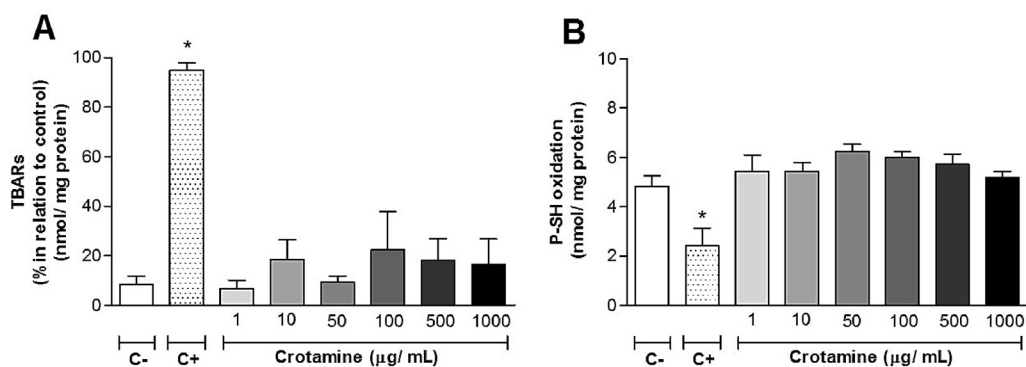 A
TBARs
(% in relation to control)
(nmol/ mg protein)
100
80
60
40
20
0
*
1 10 50 100 500 1000
C- C+ Crotamine (μg/ mL)
B
P-SH oxidation
(nmol/ mg protein)
10
8
6
4
2
0
*
1 10 50 100 500 1000
C- C+ Crotamine (μg/ mL)